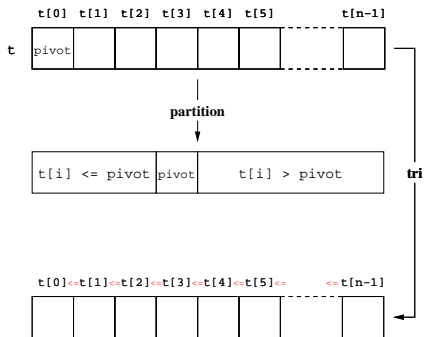 t[0] t[1] t[2] t[3] t[4] t[5] t[n-1]
t pivot
partition
t[i] <= pivot pivot t[i] > pivot
tri
t[0]<=t[1]<=t[2]<=t[3]<=t[4]<=t[5]<= <= t[n-1]